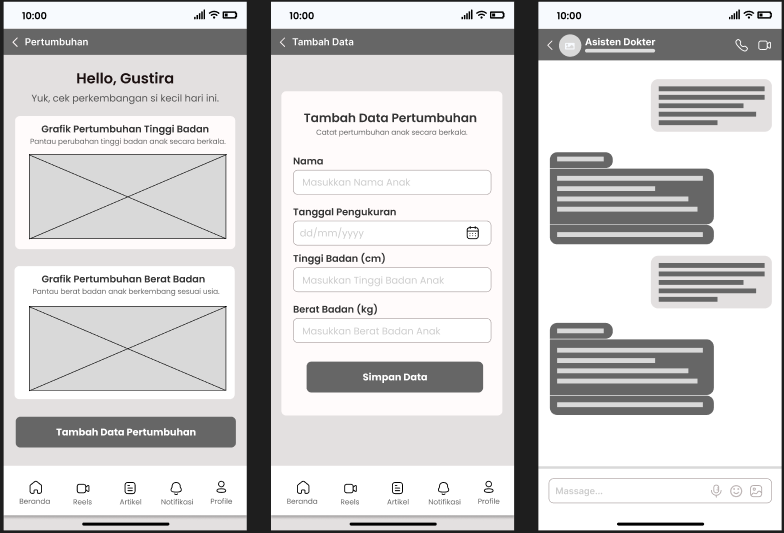 10:00
Pertumbuhan
Hello, Gustira
Yuk, cek perkembangan si kecil hari ini.
Grafik Pertumbuhan Tinggi Badan
Pantau perubahan tinggi badan anak secara berkala.
Grafik Pertumbuhan Berat Badan
Pantau berat badan anak berkembang sesuai usia.
Tambah Data Pertumbuhan
Beranda Reels Artikel Notifikasi Profile
10:00
Tambah Data
Tambah Data Pertumbuhan
Catat pertumbuhan anak secara berkala.
Nama
Masukkan Nama Anak
Tanggal Pengukuran
dd/mm/yyyy
Tinggi Badan (cm)
Masukkan Tinggi Badan Anak
Berat Badan (kg)
Masukkan Berat Badan Anak
Simpan Data
Beranda Reels Artikel Notifikasi Profile
10:00
Asisten Dokter
Massage...